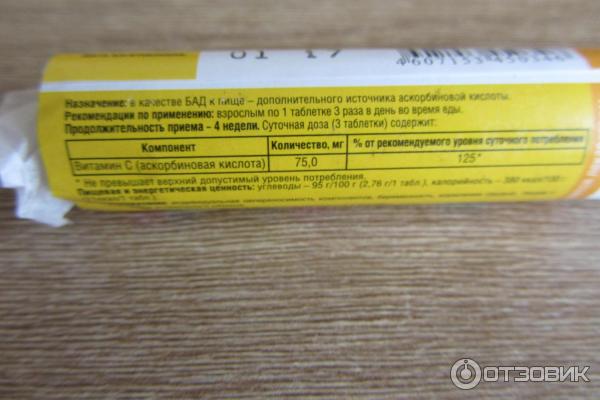 01 17
Назначение: в качестве БАД к пище – дополнительного источника аскорбиновой кислоты.
Рекомендации по применению: взрослым по 1 таблетке 3 раза в день во время еды.
Продолжительность приема - 4 недели. Суточная доза (3 таблетки) содержит:
Компонент Количество, мг % от рекомендуемого уровня суточного потребления
Витамин С (аскорбиновая кислота) 75,0 125*
*Не превышает верхний допустимый уровень потребления.
Пищевая и энергетическая ценность: углеводы – 95 г/100 г (2,76 г/1 табл.), калорийность – 380 ккал/100
ОТЗОВИК